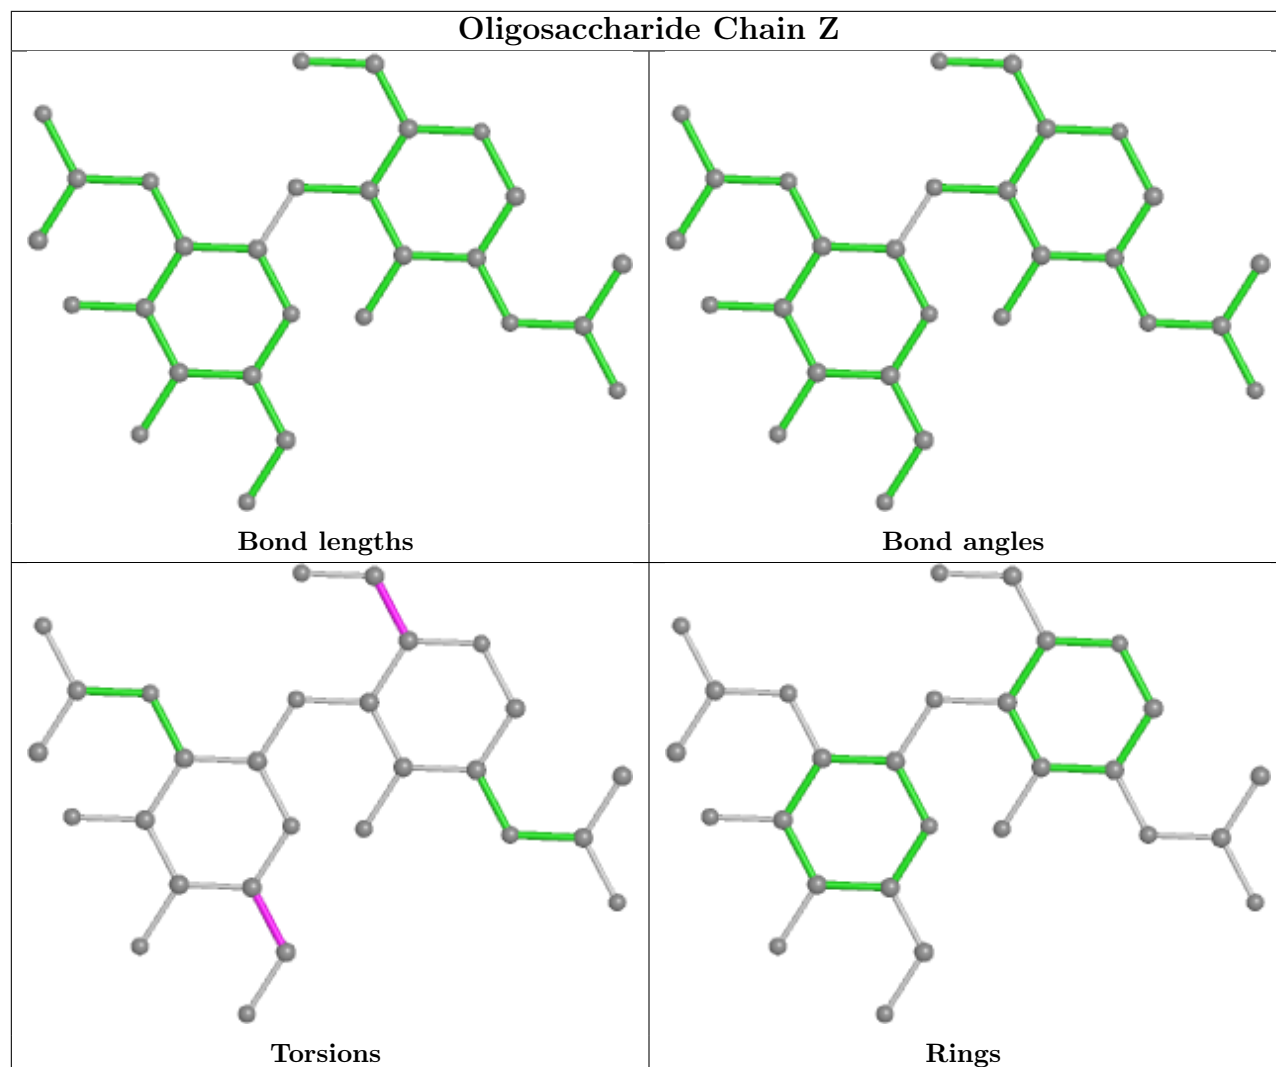 Oligosaccharide Chain Z
Bond lengths
Bond angles
Torsions
Rings